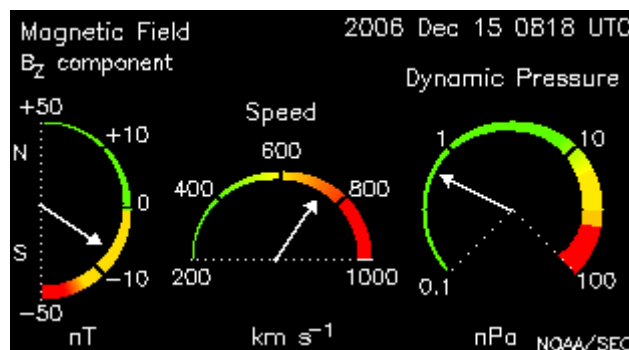 Magnetic Field
2006 Dec 15 0818 UTC
Bz component
Dynamic Pressure
+50
Speed
+10
1
10
N
600
400
800
0
S
-10
200
1000
0.1
100
-50
nT
km s⁻¹
nPa
NOAA/SEC